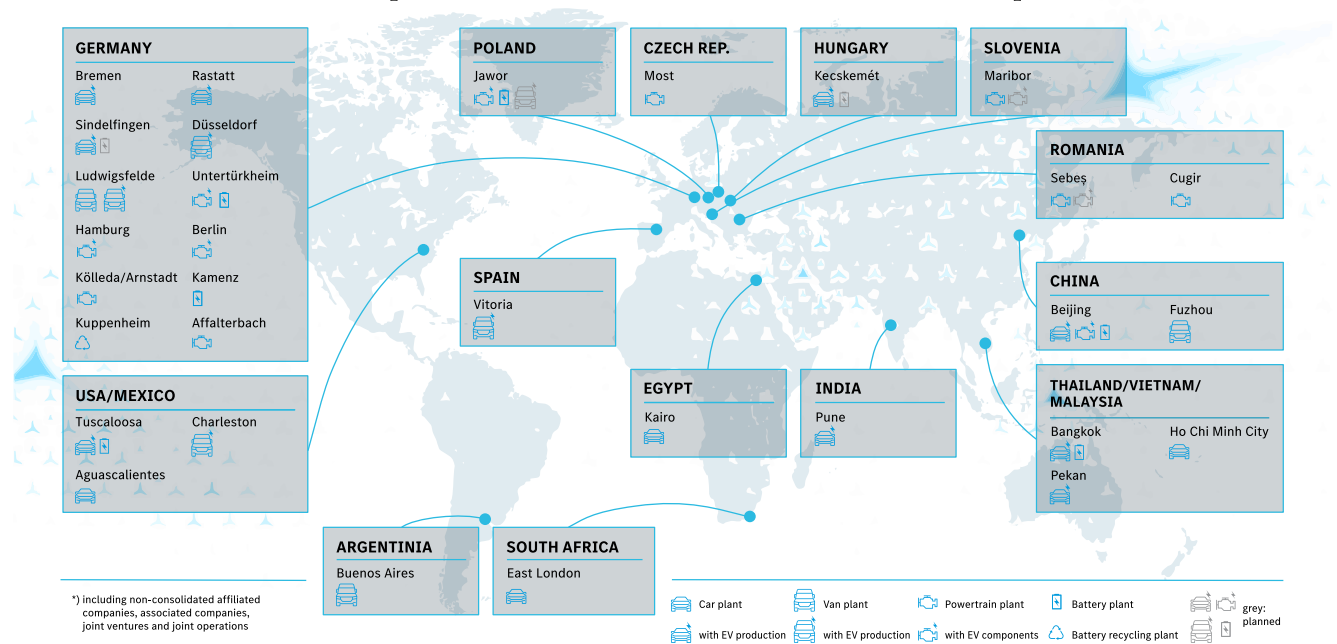 GERMANY
Bremen
Rastatt
Sindelfingen
Düsseldorf
Ludwigsfelde
Untertürkheim
Hamburg
Berlin
Kölleda/Arnstadt
Kamenz
Kuppenheim
Affalterbach
USA/MEXICO
Tuscaloosa
Charleston
Aguascalientes
POLAND
Jawor
CZECH REP.
Most
HUNGARY
Kecskemét
SLOVENIA
Maribor
ROMANIA
Sebeș
Cugir
SPAIN
Vitoria
CHINA
Beijing
Fuzhou
EGYPT
Kairo
INDIA
Pune
THAILAND/VIETNAM/
MALAYSIA
Bangkok
Ho Chi Minh City
Pekan
ARGENTINIA
Buenos Aires
SOUTH AFRICA
East London
*) including non-consolidated affiliated
companies, associated companies,
joint ventures and joint operations
Car plant
Van plant
Powertrain plant
Battery plant
grey:
planned
with EV production
with EV production
with EV components
Battery recycling plant